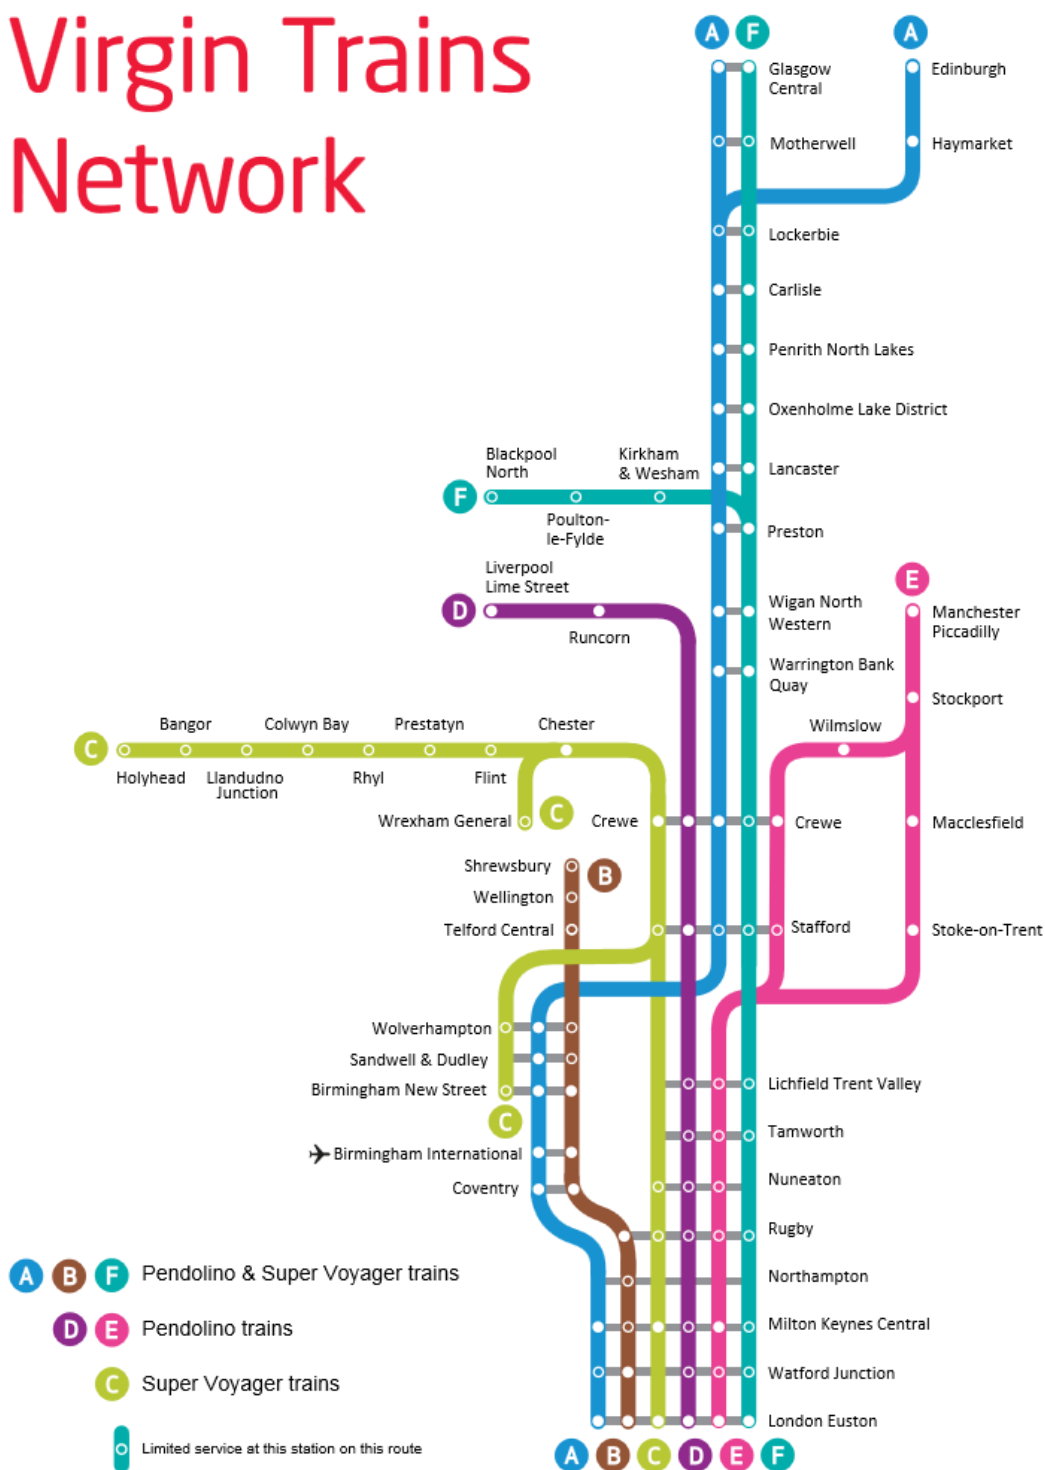 Virgin Trains
Network
A
F
A
Glasgow
Central
Edinburgh
Motherwell
Haymarket
Lockerbie
Carlisle
Penrith North Lakes
Oxenholme Lake District
Blackpool
North
Kirkham
& Wesham
Lancaster
F
Poulton-
le-Fylde
Preston
Liverpool
Lime Street
E
D
Wigan North
Western
Manchester
Piccadilly
Runcorn
Warrington Bank
Quay
Stockport
Bangor
Colwyn Bay
Prestatyn
Chester
Wilmslow
C
Holyhead
Llandudno
Junction
Rhyl
Flint
Wrexham General
C
Crewe
Crewe
Macclesfield
Shrewsbury
B
Wellington
Telford Central
Stafford
Stoke-on-Trent
Wolverhampton
Sandwell & Dudley
Birmingham New Street
Lichfield Trent Valley
C
Tamworth
Birmingham International
Coventry
Nuneaton
Rugby
A B F Pendolino & Super Voyager trains
Northampton
D E Pendolino trains
Milton Keynes Central
C Super Voyager trains
Watford Junction
London Euston
Limited service at this station on this route
A B C D E F